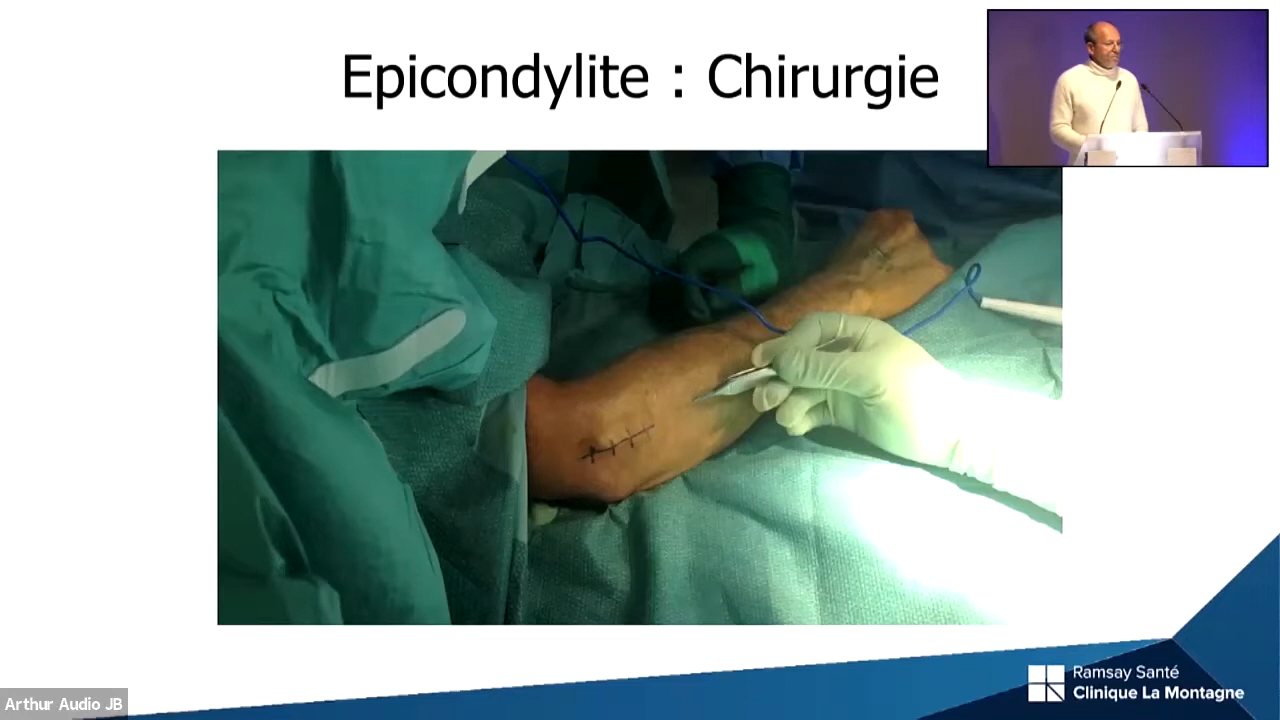 Epicondylite : Chirurgie
Ramsay Santé
Clinique La Montagne
Arthur Audio JB